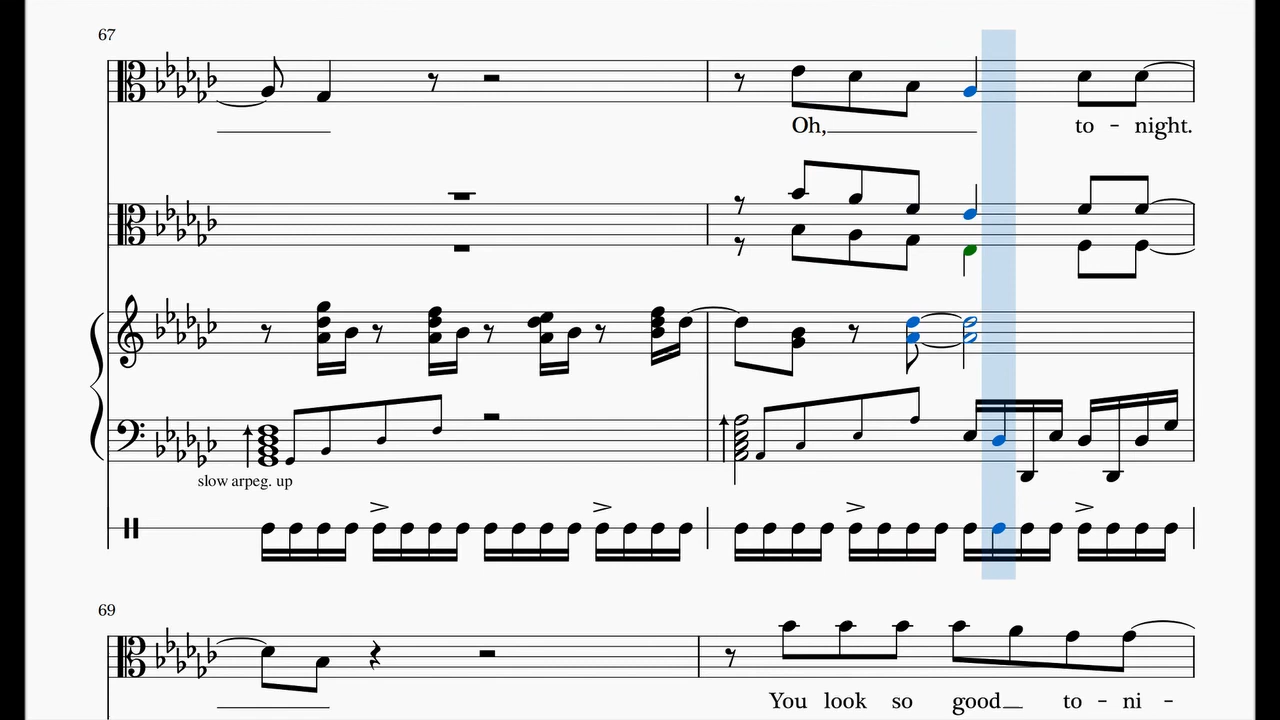 67
Oh, to - night.
slow arpeg. up
69
You look so good to - ni -